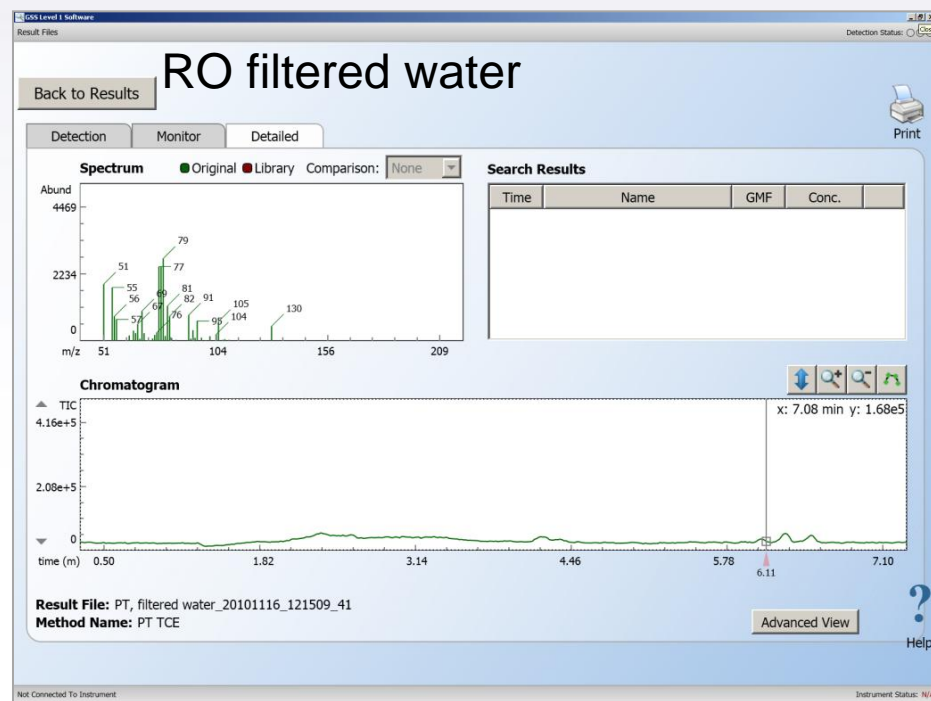 GSS Level 1 Software
Result Files
Detection Status:
RO filtered water
Back to Results
Print
Detection Monitor Detailed
Spectrum Original Library Comparison: None
Abund
4469
2234
0
79
51
77
55
56
69
81
82
91
105
130
57
67
76
95
104
m/z 51 104 156 209
Search Results
Time Name GMF Conc.
Chromatogram
TIC
4.16e+5
2.08e+5
0
x: 7.08 min y: 1.68e5
time (m) 0.50 1.82 3.14 4.46 5.78 7.10
6.11
Result File: PT, filtered water_20101116_121509_41
Method Name: PT TCE
Advanced View
?
Help
Not Connected To Instrument
Instrument Status: N/